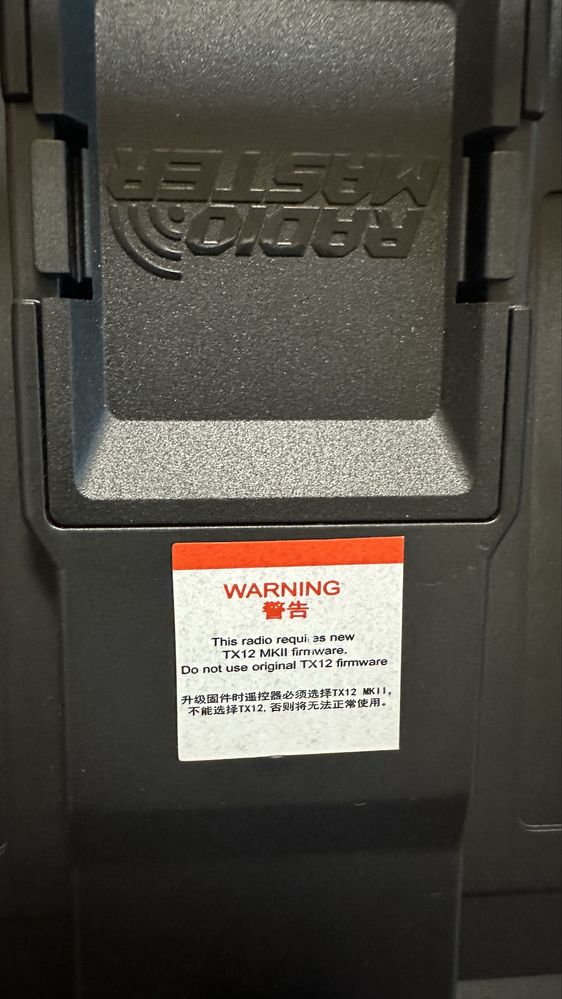 RADIO
MASTER
WARNING
警告
This radio requires new
TX12 MKII firmware.
Do not use original TX12 firmware
升级固件时遥控器必须选择TX12 MKII,
不能选择TX12, 否则将无法正常使用。